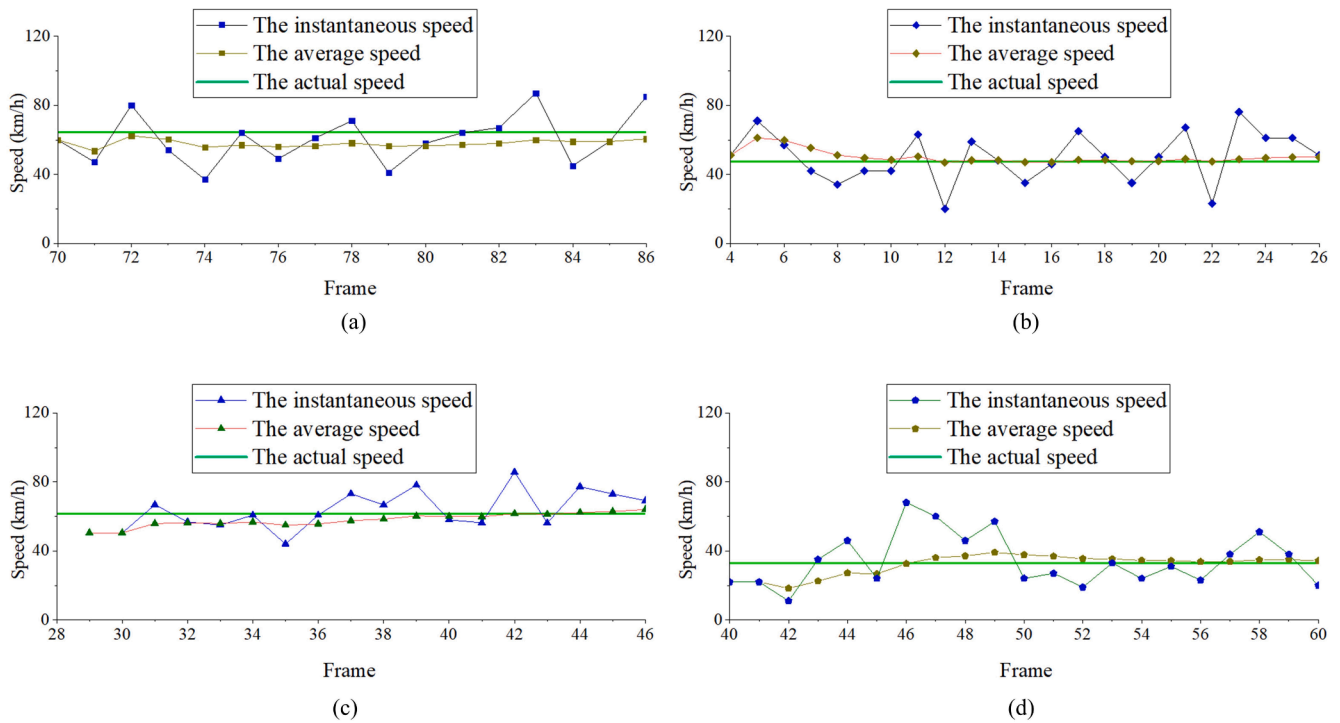 The instantaneous speed
The average speed
The actual speed
120
80
40
0
Speed (km/h)
70 72 74 76 78 80 82 84 86
Frame
(a)
The instantaneous speed
The average speed
The actual speed
120
80
40
0
Speed (km/h)
4 6 8 10 12 14 16 18 20 22 24 26
Frame
(b)
The instantaneous speed
The average speed
The actual speed
120
80
40
0
Speed (km/h)
28 30 32 34 36 38 40 42 44 46
Frame
(c)
The instantaneous speed
The average speed
The actual speed
120
80
40
0
Speed (km/h)
40 42 44 46 48 50 52 54 56 58 60
Frame
(d)